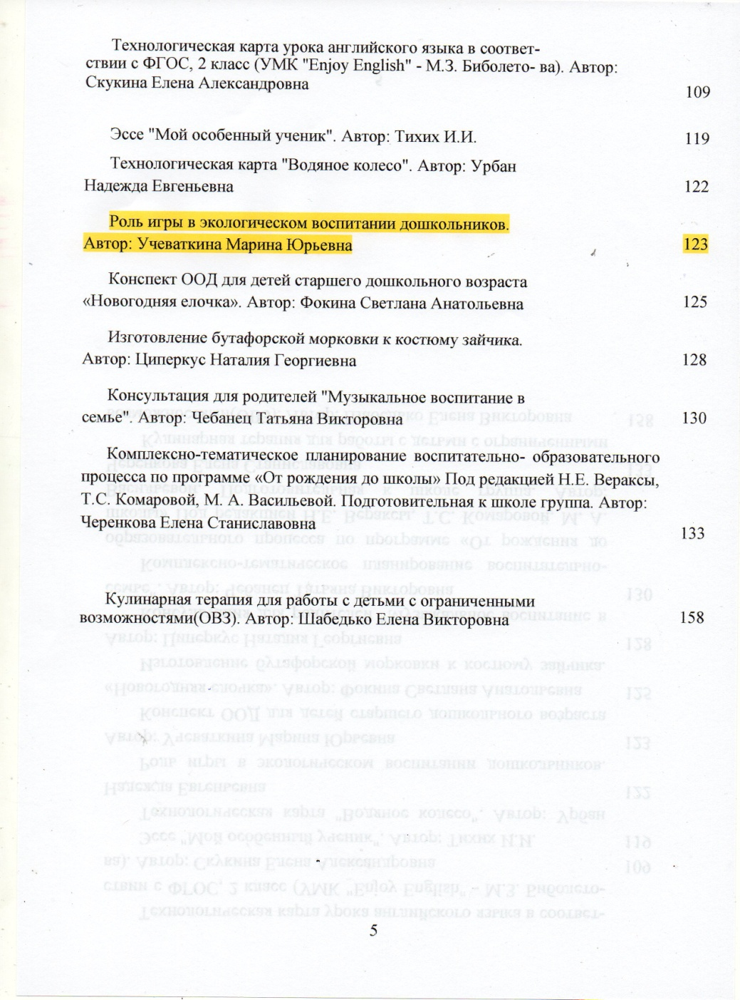 Технологическая карта урока английского языка в соответ-
ствии с ФГОС, 2 класс (УМК "Enjoy English" - М.З. Биболето- ва). Автор:
Скукина Елена Александровна
109
Эссе "Мой особенный ученик". Автор: Тихих И.И.
119
Технологическая карта "Водяное колесо". Автор: Урбан
Надежда Евгеньевна
122
Роль игры в экологическом воспитании дошкольников.
Автор: Учеваткина Марина Юрьевна
123
Конспект ООД для детей старшего дошкольного возраста
«Новогодняя елочка». Автор: Фокина Светлана Анатольевна
125
Изготовление бутафорской морковки к костюму зайчика.
Автор: Циперкус Наталия Георгиевна
128
Консультация для родителей "Музыкальное воспитание в
семье". Автор: Чебанец Татьяна Викторовна
130
Комплексно-тематическое планирование воспитательно- образовательного
процесса по программе «От рождения до школы» Под редакцией Н.Е. Вераксы,
Т.С. Комаровой, М. А. Васильевой. Подготовительная к школе группа. Автор:
Черенкова Елена Станиславовна
133
Кулинарная терапия для работы с детьми с ограниченными
возможностями(ОВЗ). Автор: Шабедько Елена Викторовна
158
5